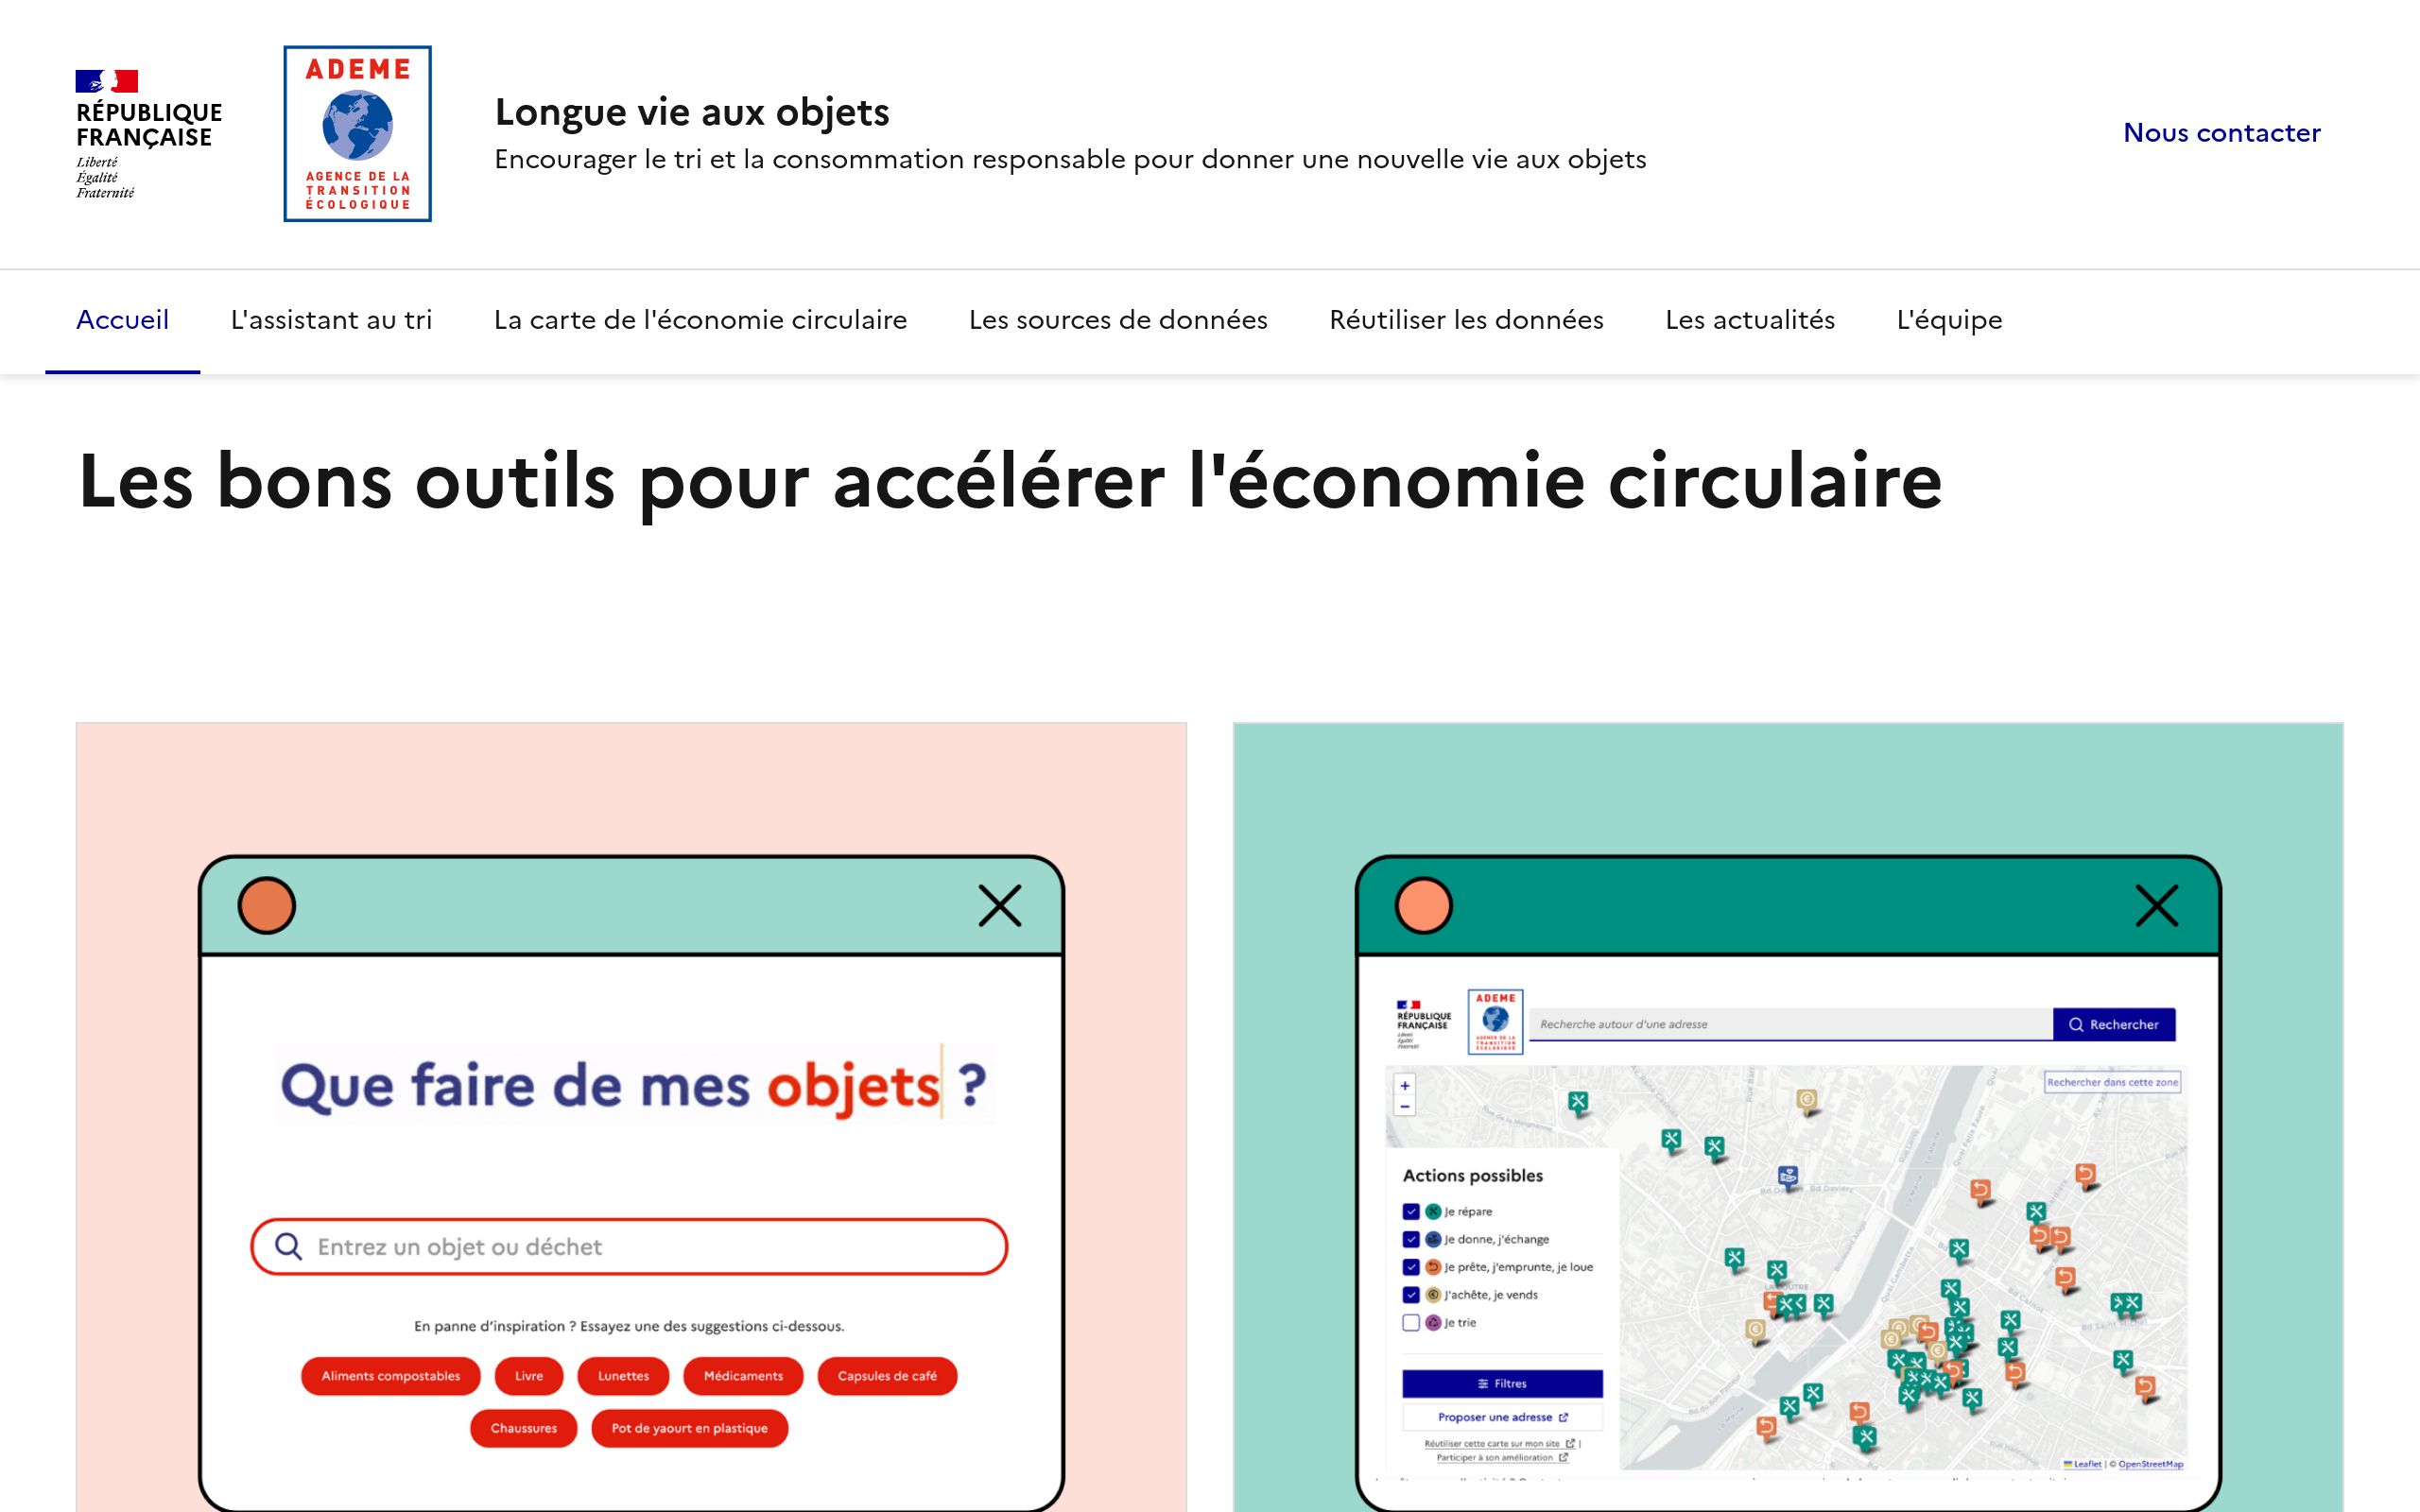 RÉPUBLIQUE
FRANÇAISE
Liberté
Égalité
Fraternité
ADEME
AGENCE DE LA
TRANSITION
ÉCOLOGIQUE
Longue vie aux objets
Encourager le tri et la consommation responsable pour donner une nouvelle vie aux objets
Nous contacter
Accueil L'assistant au tri La carte de l'économie circulaire Les sources de données Réutiliser les données Les actualités L'équipe
Les bons outils pour accélérer l'économie circulaire
Que faire de mes objets ?
Entrez un objet ou déchet
En panne d'inspiration ? Essayez une des suggestions ci-dessous.
Aliments compostables Livre Lunettes Médicaments Capsules de café
Chaussures Pot de yaourt en plastique
RÉPUBLIQUE
FRANÇAISE
ADEME
AGENCE DE LA
TRANSITION
ÉCOLOGIQUE
Recherche autour d'une adresse
Rechercher
+
−
Rechercher dans cette zone
Actions possibles
Je répare
Je donne, j'échange
Je prête, j'emprunte, je loue
J'achète, je vends
Je trie
Filtres
Proposer une adresse
Réutiliser cette carte sur mon site |
Participer à son amélioration
Leaflet | © OpenStreetMap